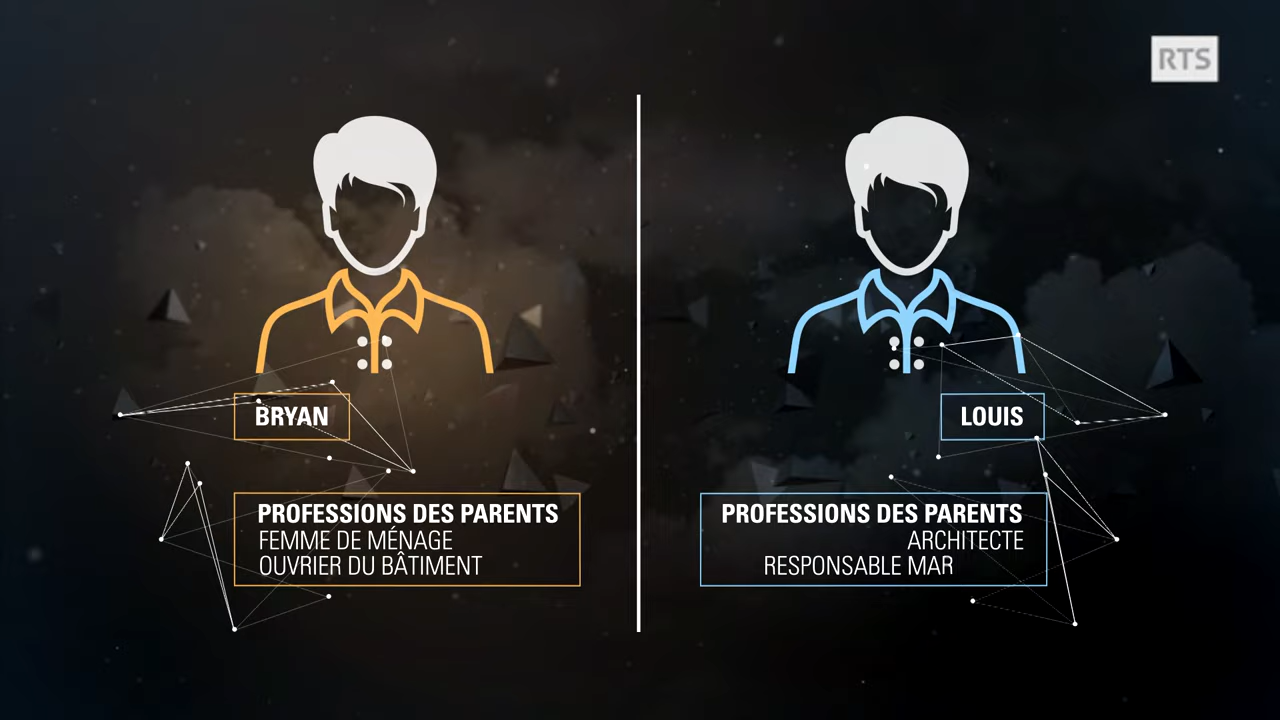 RTS
BRYAN
PROFESSIONS DES PARENTS
FEMME DE MÉNAGE
OUVRIER DU BÂTIMENT
LOUIS
PROFESSIONS DES PARENTS
ARCHITECTE
RESPONSABLE MAR